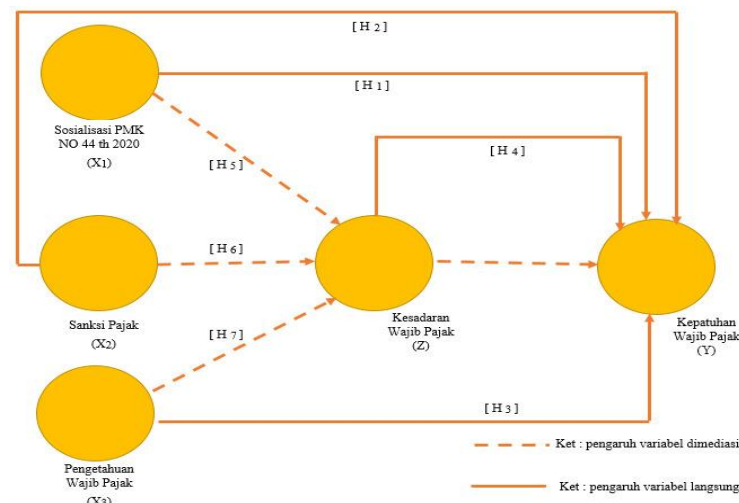 [ H 2 ]
[ H 1 ]
Sosialisasi PMK
NO 44 th 2020
(X1)
[ H 4 ]
[ H 5 ]
[ H 6 ]
Sanksi Pajak
(X2)
Kesadaran
Wajib Pajak
(Z)
Kepatuhan
Wajib Pajak
(Y)
[ H 7 ]
[ H 3 ]
Pengetahuan
Wajib Pajak
(X3)
Ket : pengaruh variabel dimediasi
Ket : pengaruh variabel langsung